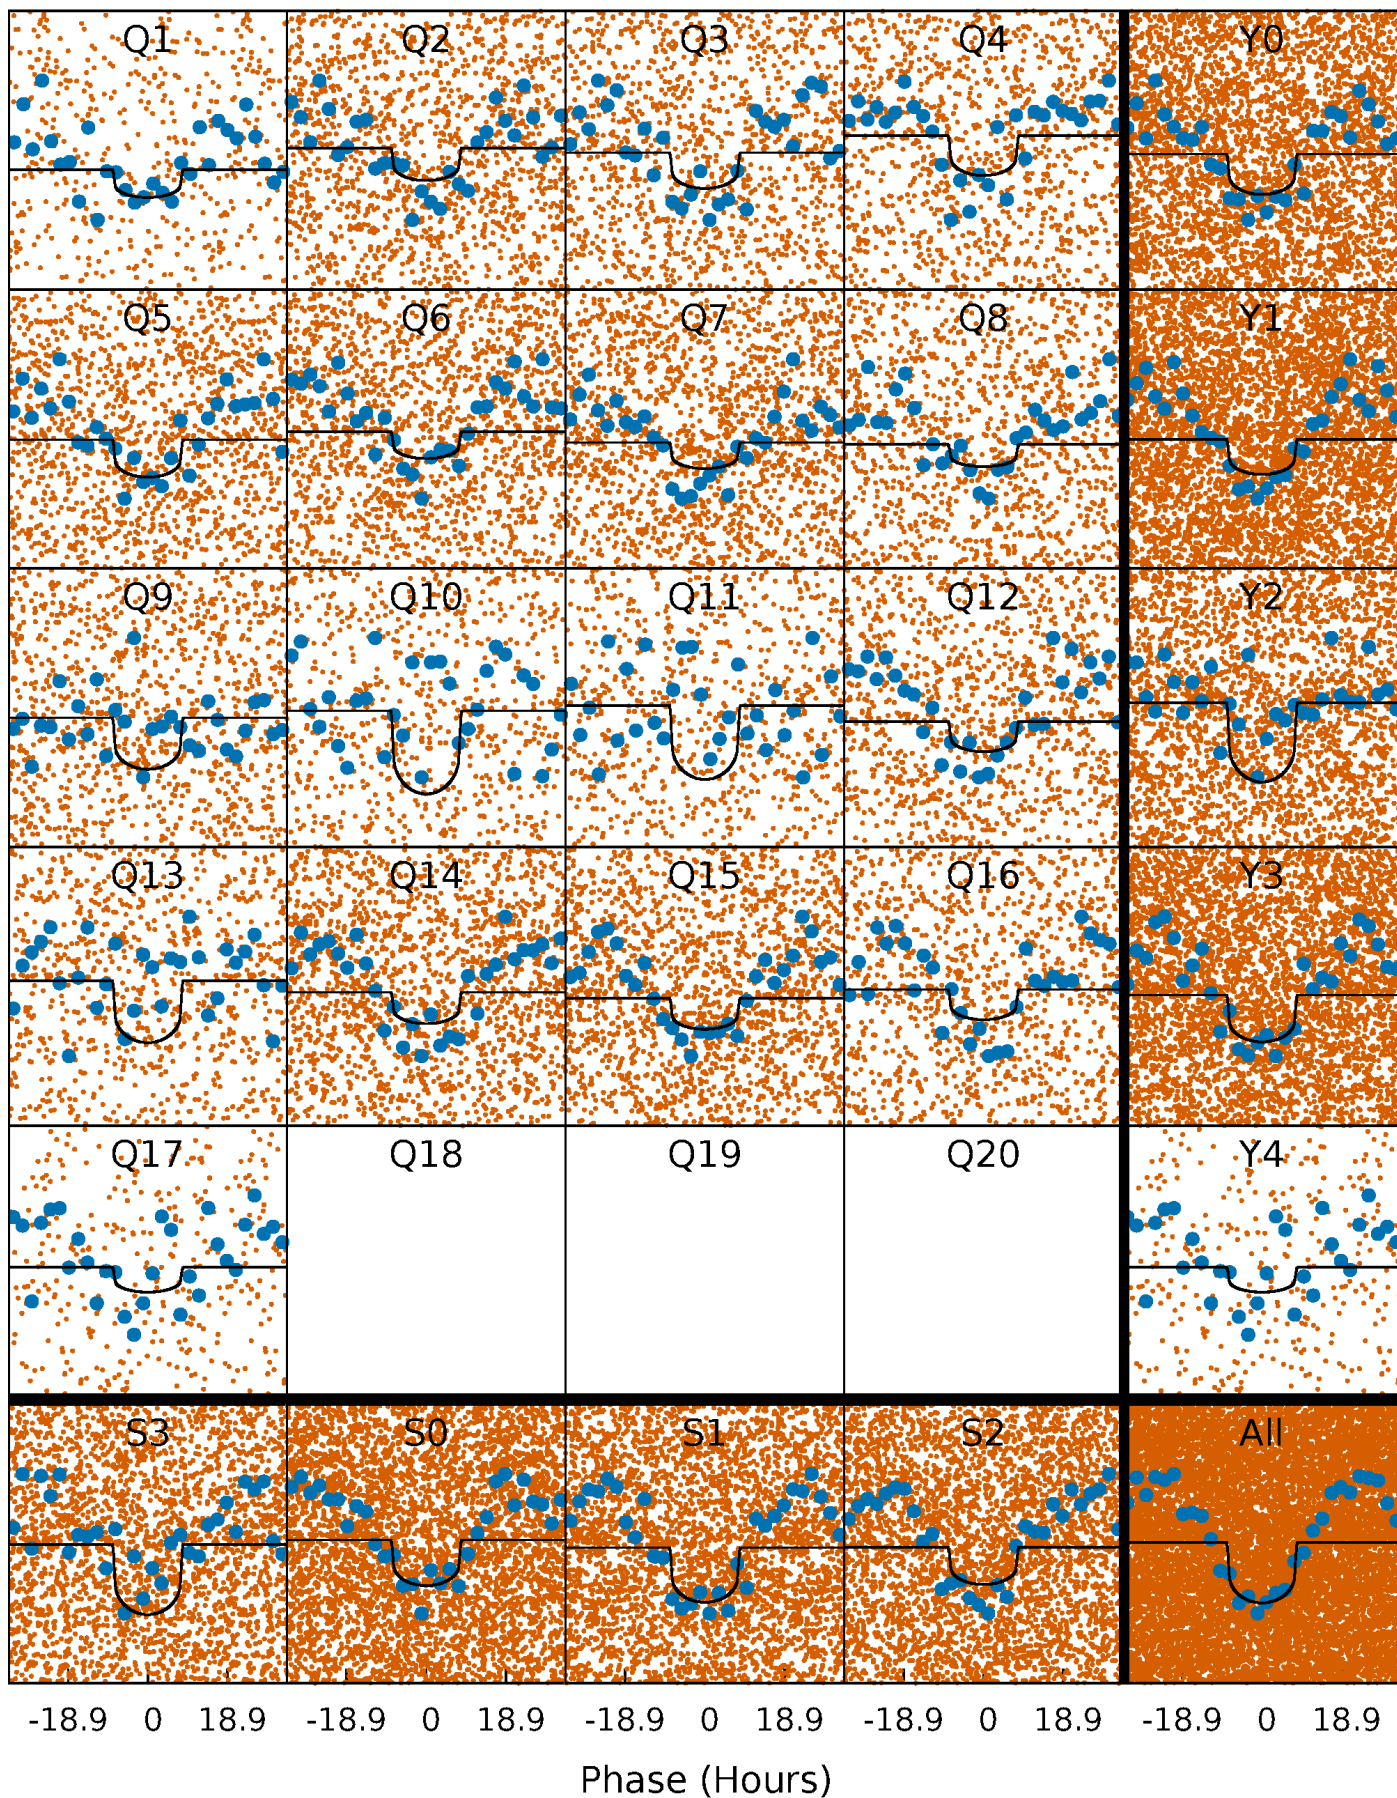 Q1 Q2 Q3 Q4 Y0
Q5 Q6 Q7 Q8 Y1
Q9 Q10 Q11 Q12 Y2
Q13 Q14 Q15 Q16 Y3
Q17 Q18 Q19 Q20 Y4
S3 S0 S1 S2 All
-18.9 0 18.9 -18.9 0 18.9 -18.9 0 18.9 -18.9 0 18.9 -18.9 0 18.9
Phase (Hours)